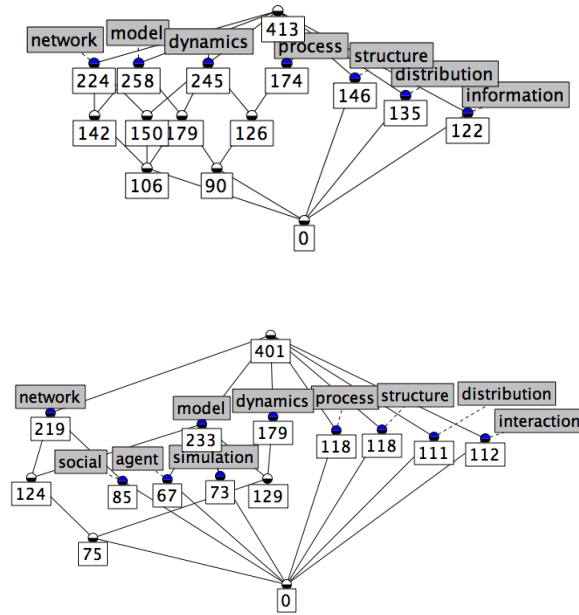 413
network
model
dynamics
process
structure
distribution
information
224
258
245
174
146
135
122
142
150
179
126
106
90
0
401
network
model
dynamics
process
structure
distribution
interaction
219
233
179
118
118
111
112
social
agent
simulation
124
85
67
73
129
75
0